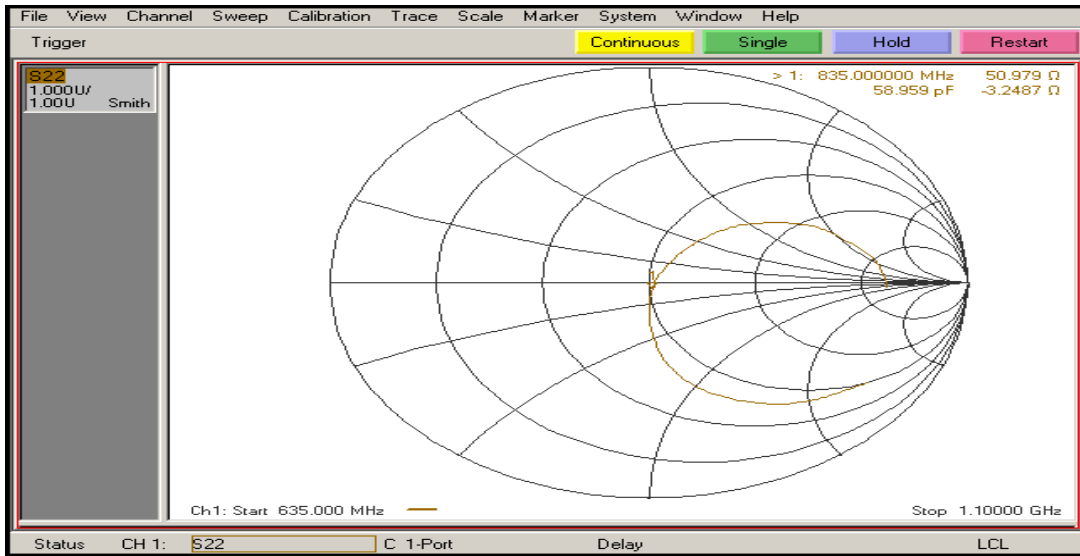 File View Channel Sweep Calibration Trace Scale Marker System Window Help
Trigger Continuous Single Hold Restart
S22
1.000U/
1.00U Smith
> 1: 835.000000 MHz 50.979 Ω
58.959 pF -3.2487 Ω
Ch1: Start 635.000 MHz Stop 1.10000 GHz
Status CH 1: S22 C 1-Port Delay LCL